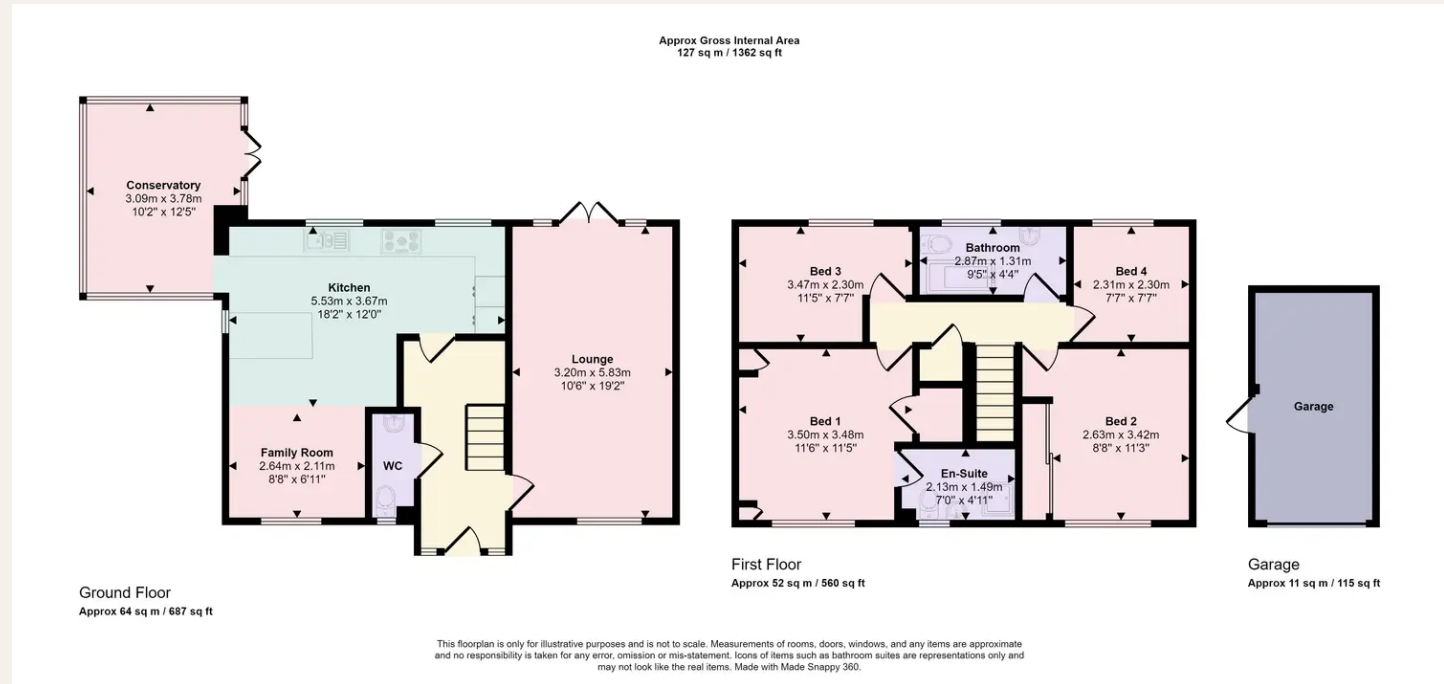 Approx Gross Internal Area
127 sq m / 1362 sq ft
Conservatory
3.09m x 3.78m
10'2" x 12'5"
Kitchen
5.53m x 3.67m
18'2" x 12'0"
Lounge
3.20m x 5.83m
10'6" x 19'2"
Family Room
2.64m x 2.11m
8'8" x 6'11"
WC
Ground Floor
Approx 64 sq m / 687 sq ft
Bed 3
3.47m x 2.30m
11'5" x 7'7"
Bathroom
2.87m x 1.31m
9'5" x 4'4"
Bed 4
2.31m x 2.30m
7'7" x 7'7"
Bed 1
3.50m x 3.48m
11'6" x 11'5"
Bed 2
2.63m x 3.42m
8'8" x 11'3"
En-Suite
2.13m x 1.49m
7'0" x 4'11"
First Floor
Approx 52 sq m / 560 sq ft
Garage
Garage
Approx 11 sq m / 115 sq ft
This floorplan is only for illustrative purposes and is not to scale. Measurements of rooms, doors, windows, and any items are approximate
and no responsibility is taken for any error, omission or mis-statement. Icons of items such as bathroom suites are representations only and
may not look like the real items. Made with Made Snappy 360.